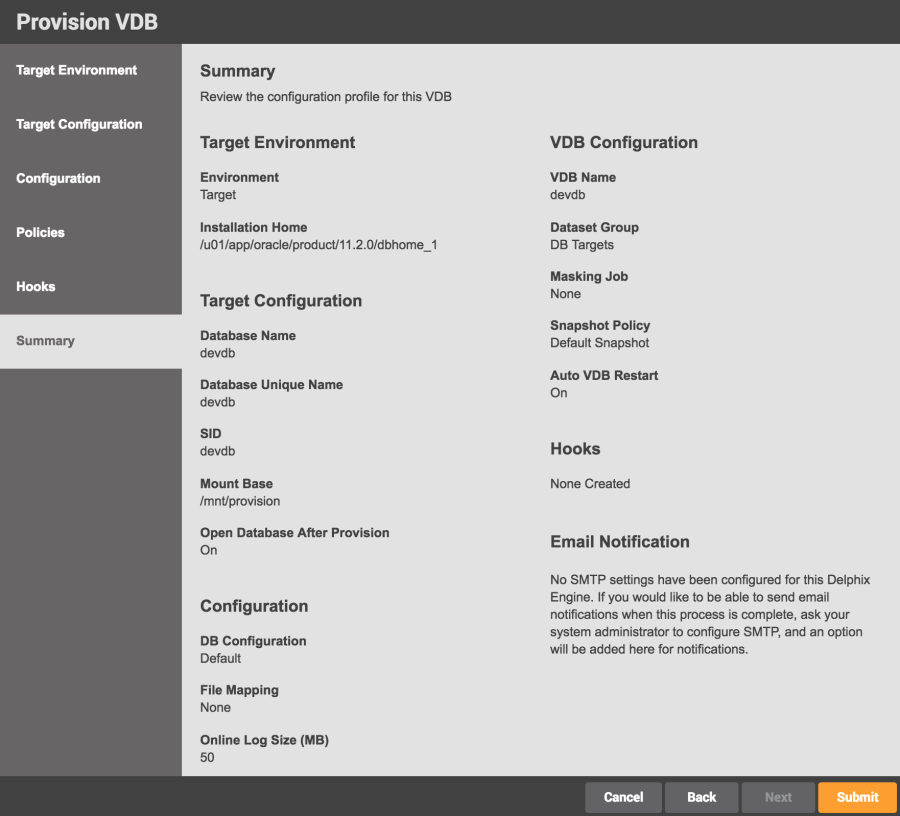 Provision VDB
Target Environment
Target Configuration
Configuration
Policies
Hooks
Summary
Summary
Review the configuration profile for this VDB
Target Environment
Environment
Target
Installation Home
/u01/app/oracle/product/11.2.0/dbhome_1
Target Configuration
Database Name
devdb
Database Unique Name
devdb
SID
devdb
Mount Base
/mnt/provision
Open Database After Provision
On
Configuration
DB Configuration
Default
File Mapping
None
Online Log Size (MB)
50
VDB Configuration
VDB Name
devdb
Dataset Group
DB Targets
Masking Job
None
Snapshot Policy
Default Snapshot
Auto VDB Restart
On
Hooks
None Created
Email Notification
No SMTP settings have been configured for this Delphix
Engine. If you would like to be able to send email
notifications when this process is complete, ask your
system administrator to configure SMTP, and an option
will be added here for notifications.
Cancel
Back
Next
Submit